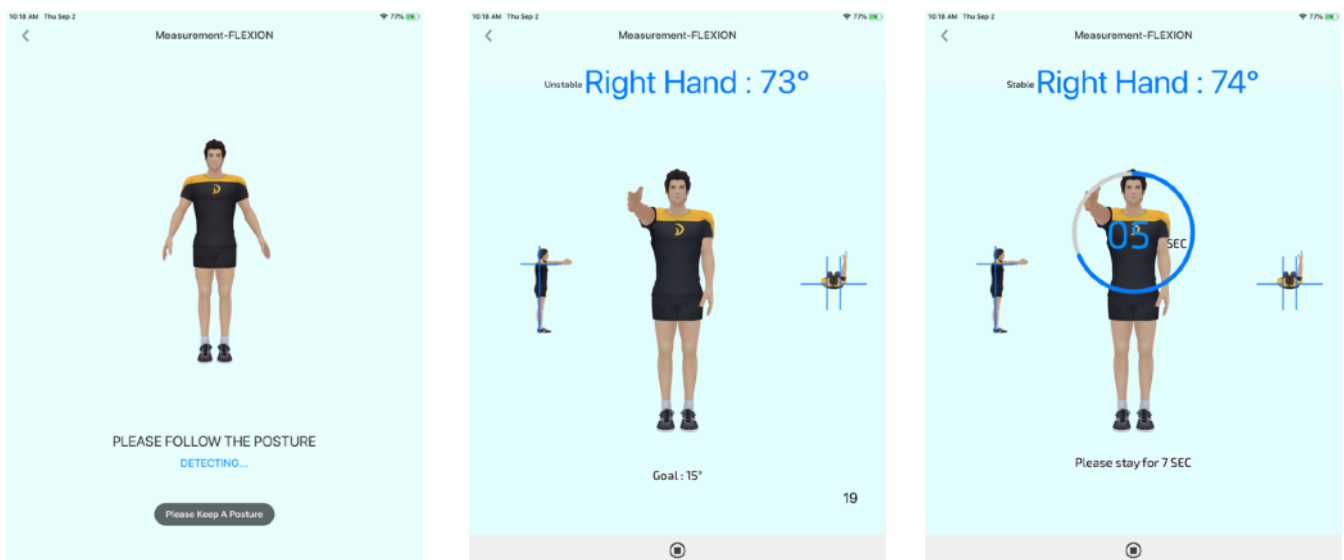 10:18 AM Thu Sep 2
77%
Measurement-FLEXION
PLEASE FOLLOW THE POSTURE
DETECTING...
Please Keep A Posture
10:18 AM Thu Sep 2
77%
Measurement-FLEXION
Unstable Right Hand : 73°
Goal : 15°
19
10:18 AM Thu Sep 2
77%
Measurement-FLEXION
Stable Right Hand : 74°
05 SEC
Please stay for 7 SEC